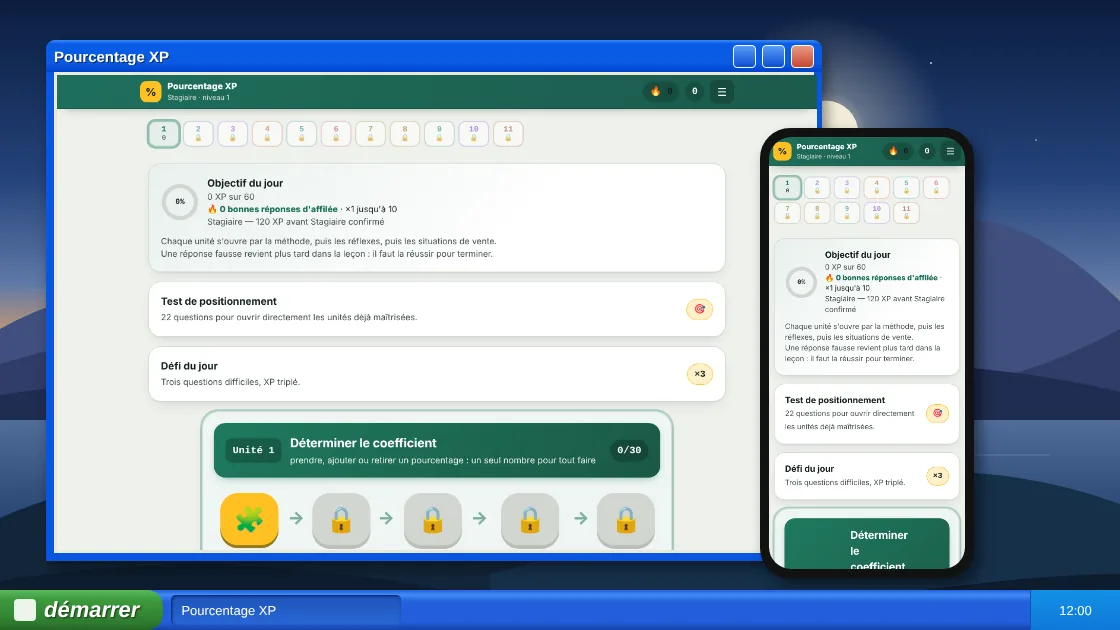 Pourcentage XP
%
Pourcentage XP
Stagiaire · niveau 1
🔥 0
0
☰
1
0
2
3
4
5
6
7
8
9
10
11
0%
Objectif du jour
0 XP sur 60
🔥 0 bonnes réponses d'affilée · ×1 jusqu'à 10
Stagiaire — 120 XP avant Stagiaire confirmé
Chaque unité s'ouvre par la méthode, puis les réflexes, puis les situations de vente.
Une réponse fausse revient plus tard dans la leçon : il faut la réussir pour terminer.
Test de positionnement
22 questions pour ouvrir directement les unités déjà maîtrisées.
Défi du jour
Trois questions difficiles, XP triplé.
×3
Unité 1
Déterminer le coefficient
prendre, ajouter ou retirer un pourcentage : un seul nombre pour tout faire
0/30
%
Pourcentage XP
Stagiaire · niveau 1
🔥 0
0
☰
1
0
2
3
4
5
6
7
8
9
10
11
0%
Objectif du jour
0 XP sur 60
🔥 0 bonnes réponses d'affilée ·
×1 jusqu'à 10
Stagiaire — 120 XP avant Stagiaire
confirmé
Chaque unité s'ouvre par la méthode, puis les
réflexes, puis les situations de vente.
Une réponse fausse revient plus tard dans la
leçon : il faut la réussir pour terminer.
Test de positionnement
22 questions pour ouvrir directement
les unités déjà maîtrisées.
Défi du jour
Trois questions difficiles, XP triplé.
×3
Déterminer
le
coefficient
démarrer
Pourcentage XP
12:00